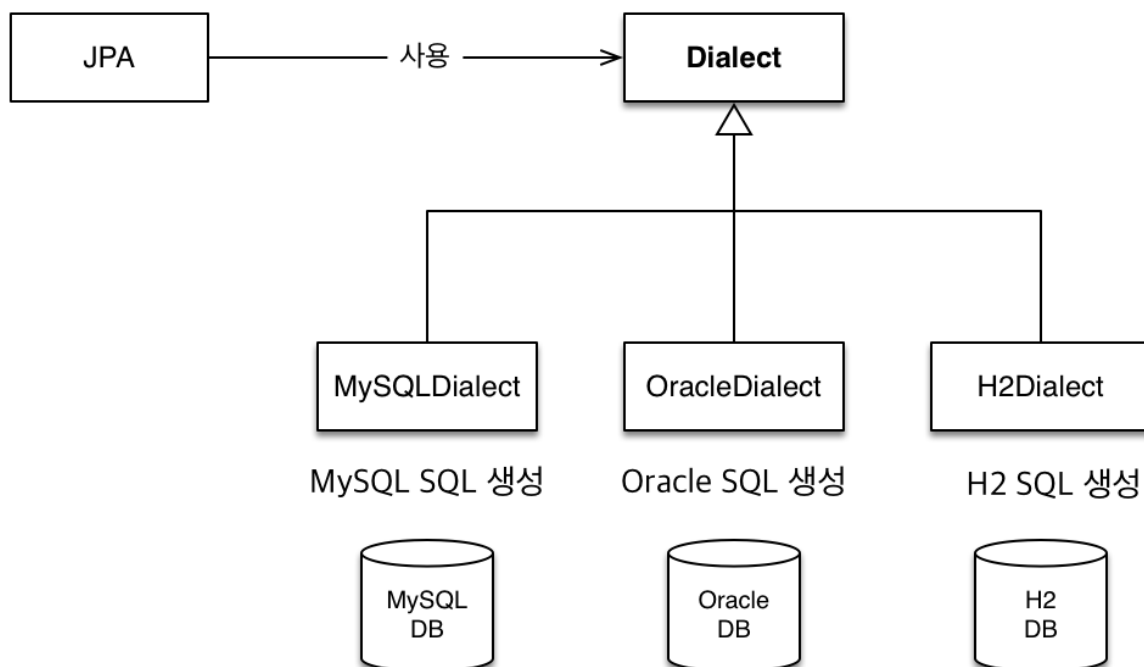 JPA
사용
Dialect
MySQLDialect
OracleDialect
H2Dialect
MySQL SQL 생성
Oracle SQL 생성
H2 SQL 생성
MySQL
DB
Oracle
DB
H2
DB